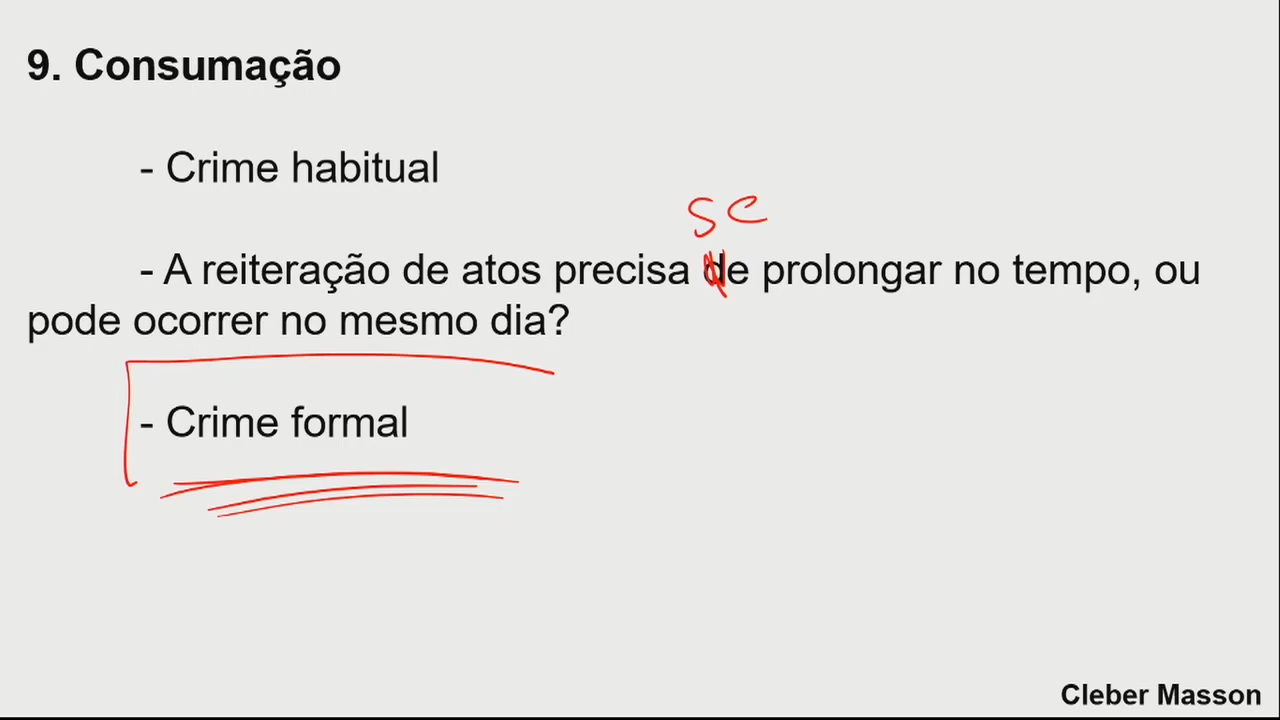 9. Consumação
- Crime habitual
se
- A reiteração de atos precisa de prolongar no tempo, ou
pode ocorrer no mesmo dia?
- Crime formal
Cleber Masson